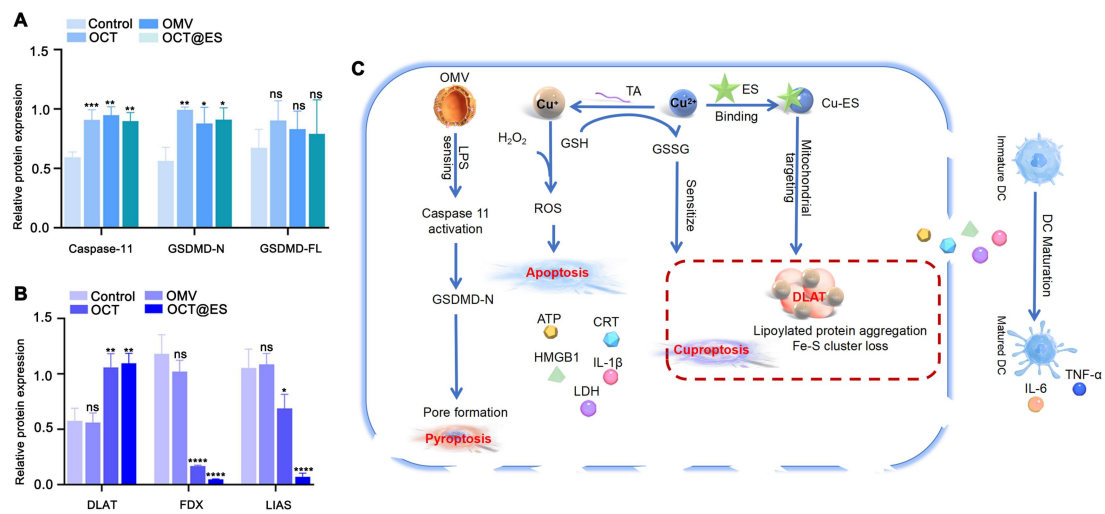 A
Control
OMV
OCT
OCT@ES
Relative protein expression
1.5
1.0
0.5
0.0
***
**
**
**
*
*
ns
ns
ns
Caspase-11
GSDMD-N
GSDMD-FL
B
Control
OMV
OCT
OCT@ES
Relative protein expression
1.5
1.0
0.5
0.0
ns
**
**
ns
****
****
ns
*
****
DLAT
FDX
LIAS
C
OMV
LPS
sensing
Caspase 11
activation
GSDMD-N
Pore formation
Pyroptosis
Cu⁺
TA
Cu²⁺
ES
Binding
Cu-ES
H₂O₂
GSH
GSSG
ROS
Apoptosis
Sensitize
Mitochondrial
targeting
DLAT
Lipoylated protein aggregation
Fe-S cluster loss
Cuproptosis
ATP
CRT
HMGB1
IL-1β
LDH
Immature DC
DC Maturation
Matured DC
IL-6
TNF-α